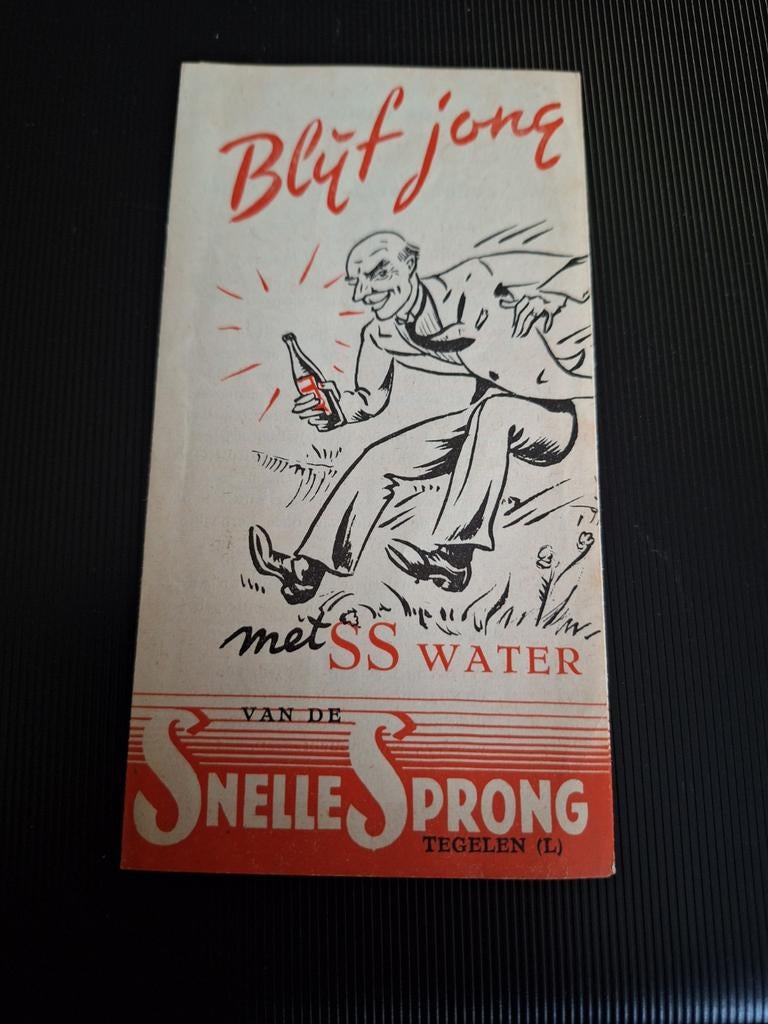 Blijf jong
met SS WATER
VAN DE
SNELLE SPRONG
TEGELEN (L)